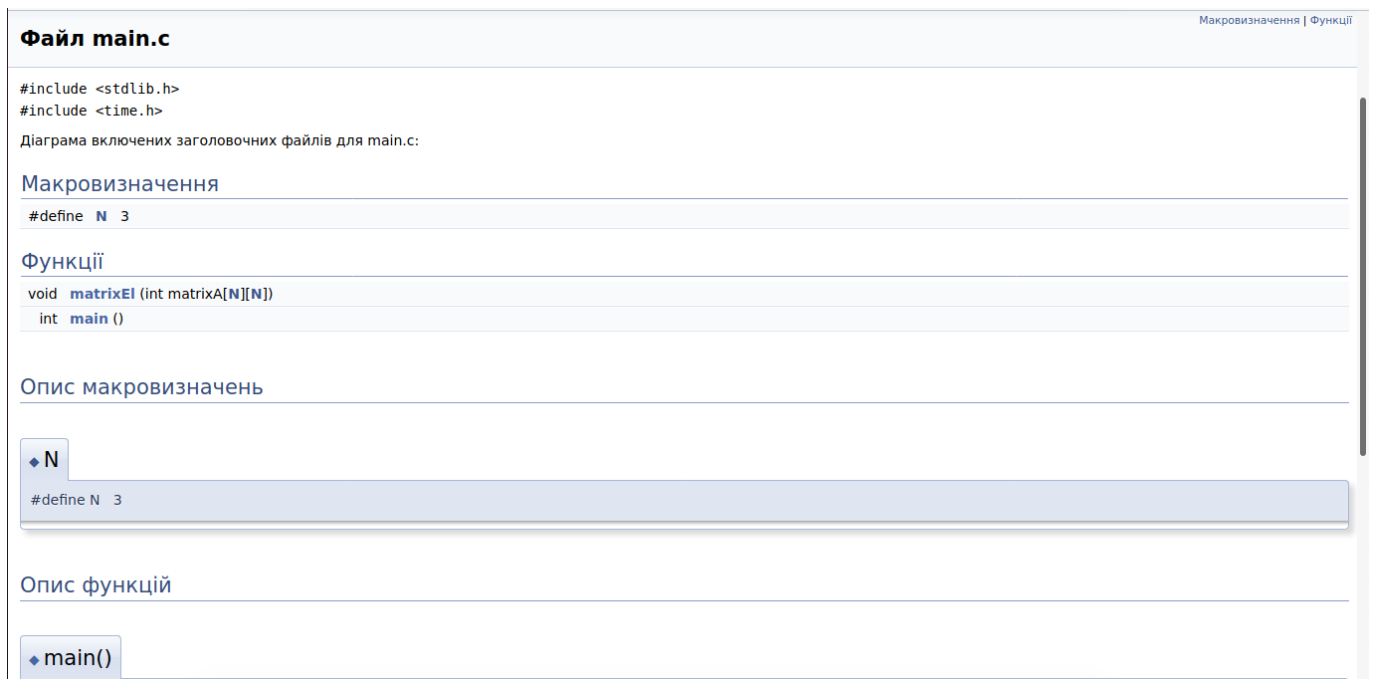 Макровизначення | Функції
Файл main.c
#include <stdlib.h>
#include <time.h>
Діаграма включених заголовочних файлів для main.c:
Макровизначення
#define N 3
Функції
void matrixEl (int matrixA[N][N])
int main ()
Опис макровизначень
◆ N
#define N 3
Опис функцій
◆ main()